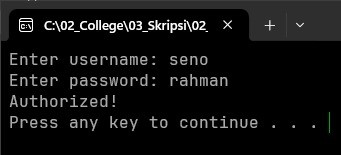 C:\02_College\03_Skripsi\02_
Enter username: seno
Enter password: rahman
Authorized!
Press any key to continue . . .